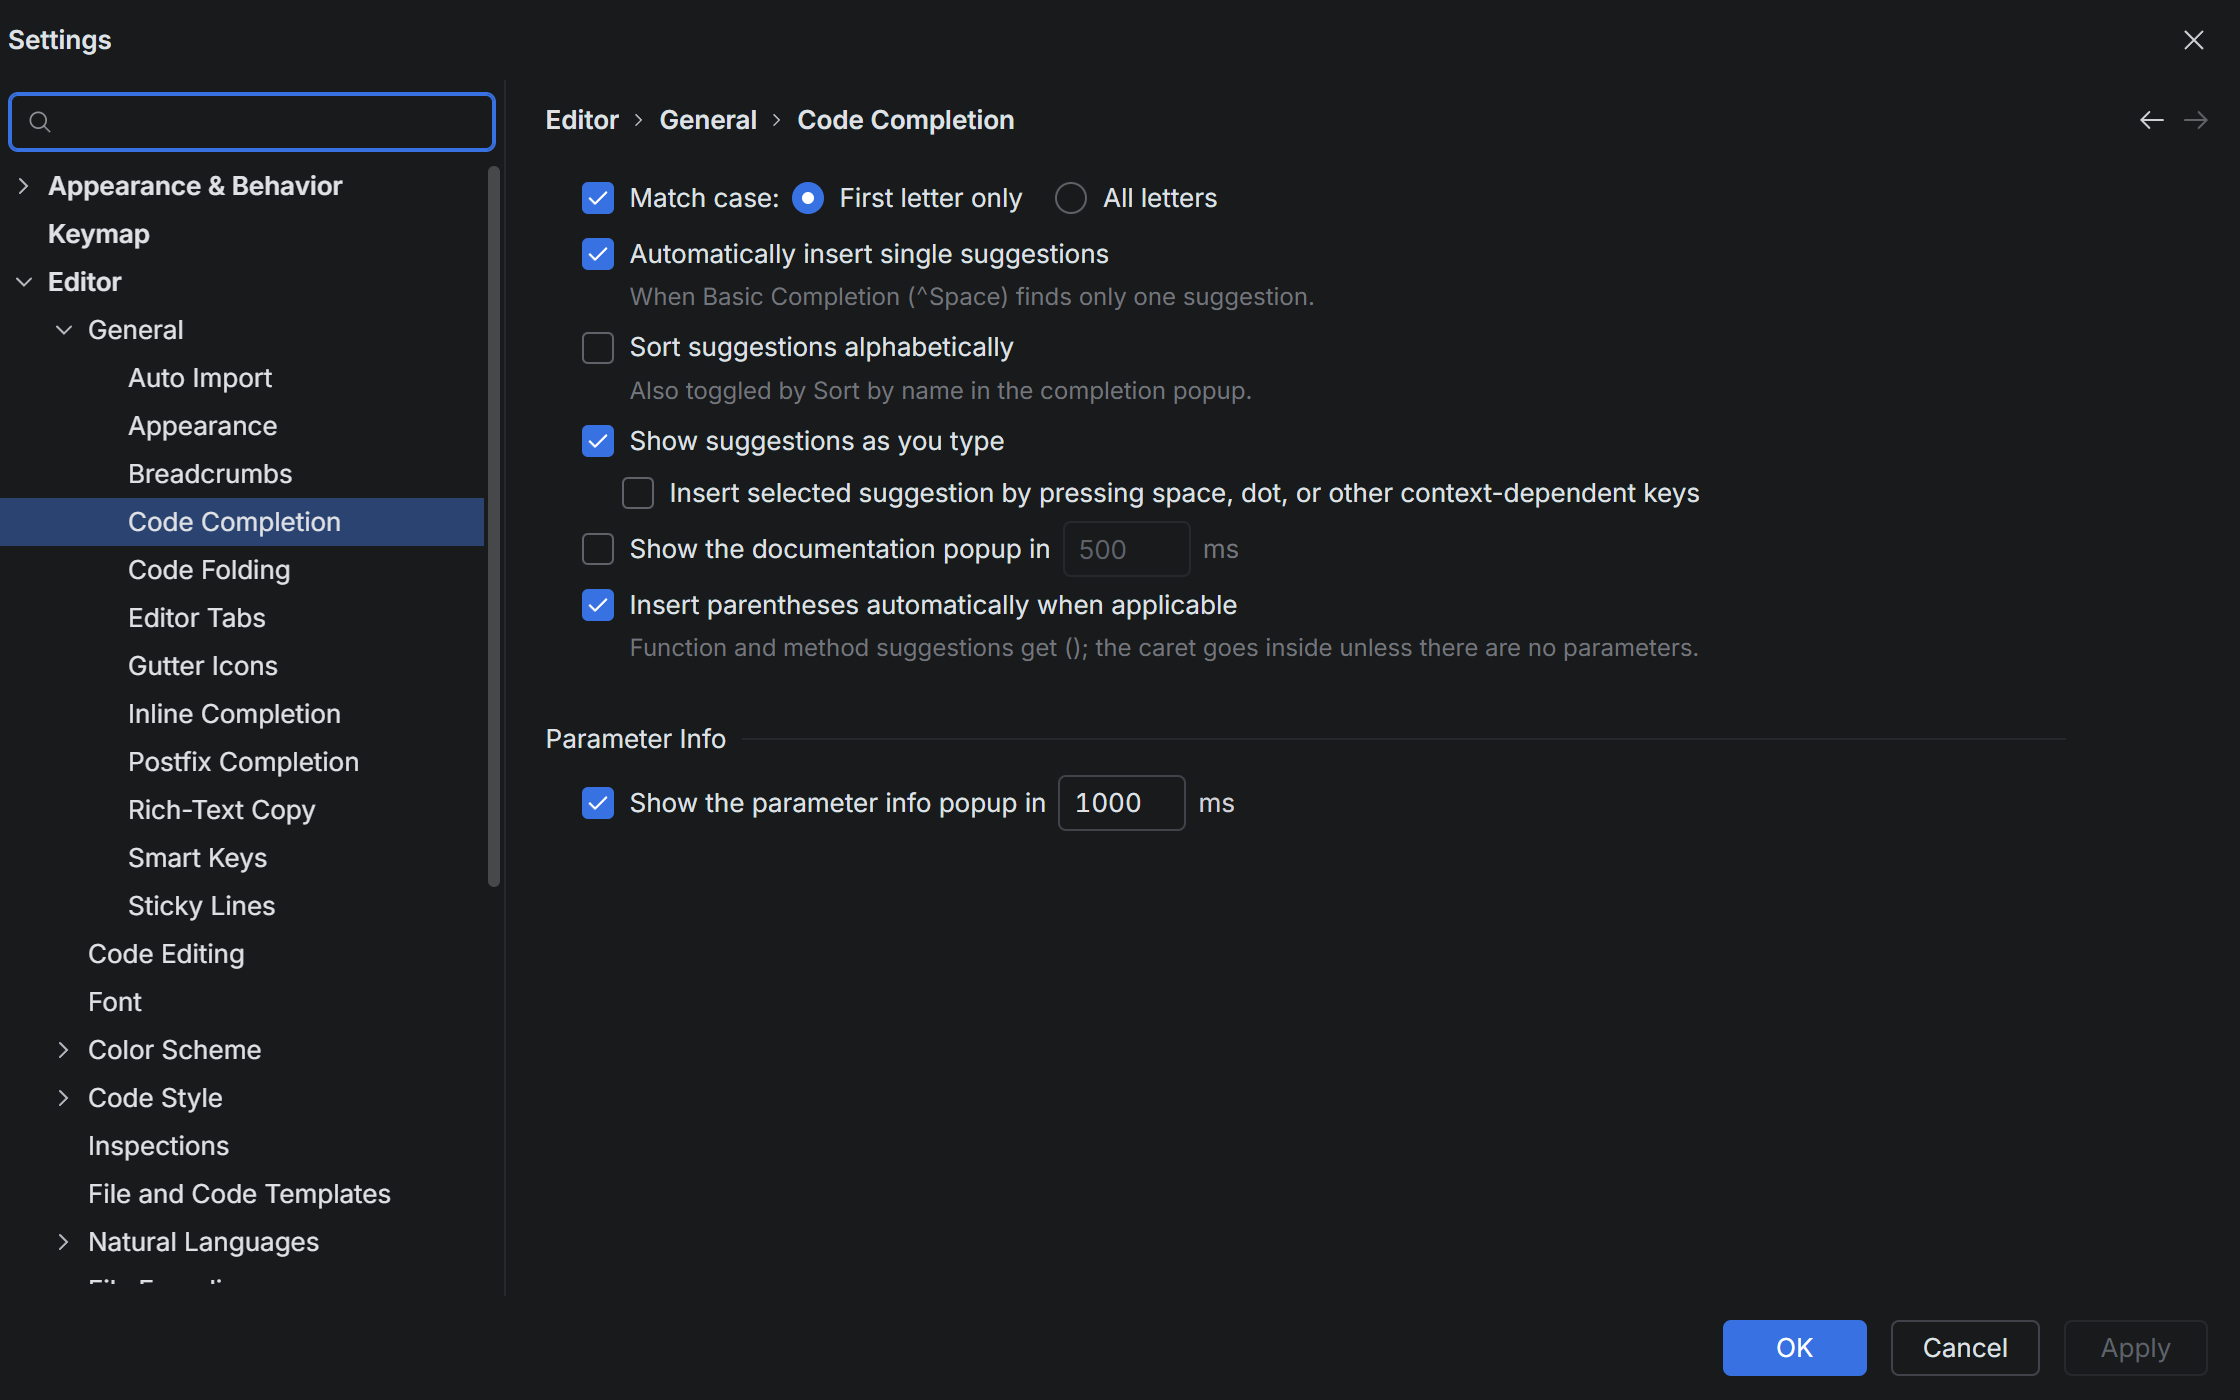 Settings
Appearance & Behavior
Keymap
Editor
General
Auto Import
Appearance
Breadcrumbs
Code Completion
Code Folding
Editor Tabs
Gutter Icons
Inline Completion
Postfix Completion
Rich-Text Copy
Smart Keys
Sticky Lines
Code Editing
Font
Color Scheme
Code Style
Inspections
File and Code Templates
Natural Languages
Editor › General › Code Completion
Match case: First letter only All letters
Automatically insert single suggestions
When Basic Completion (^Space) finds only one suggestion.
Sort suggestions alphabetically
Also toggled by Sort by name in the completion popup.
Show suggestions as you type
Insert selected suggestion by pressing space, dot, or other context-dependent keys
Show the documentation popup in 500 ms
Insert parentheses automatically when applicable
Function and method suggestions get (); the caret goes inside unless there are no parameters.
Parameter Info
Show the parameter info popup in 1000 ms
OK Cancel Apply